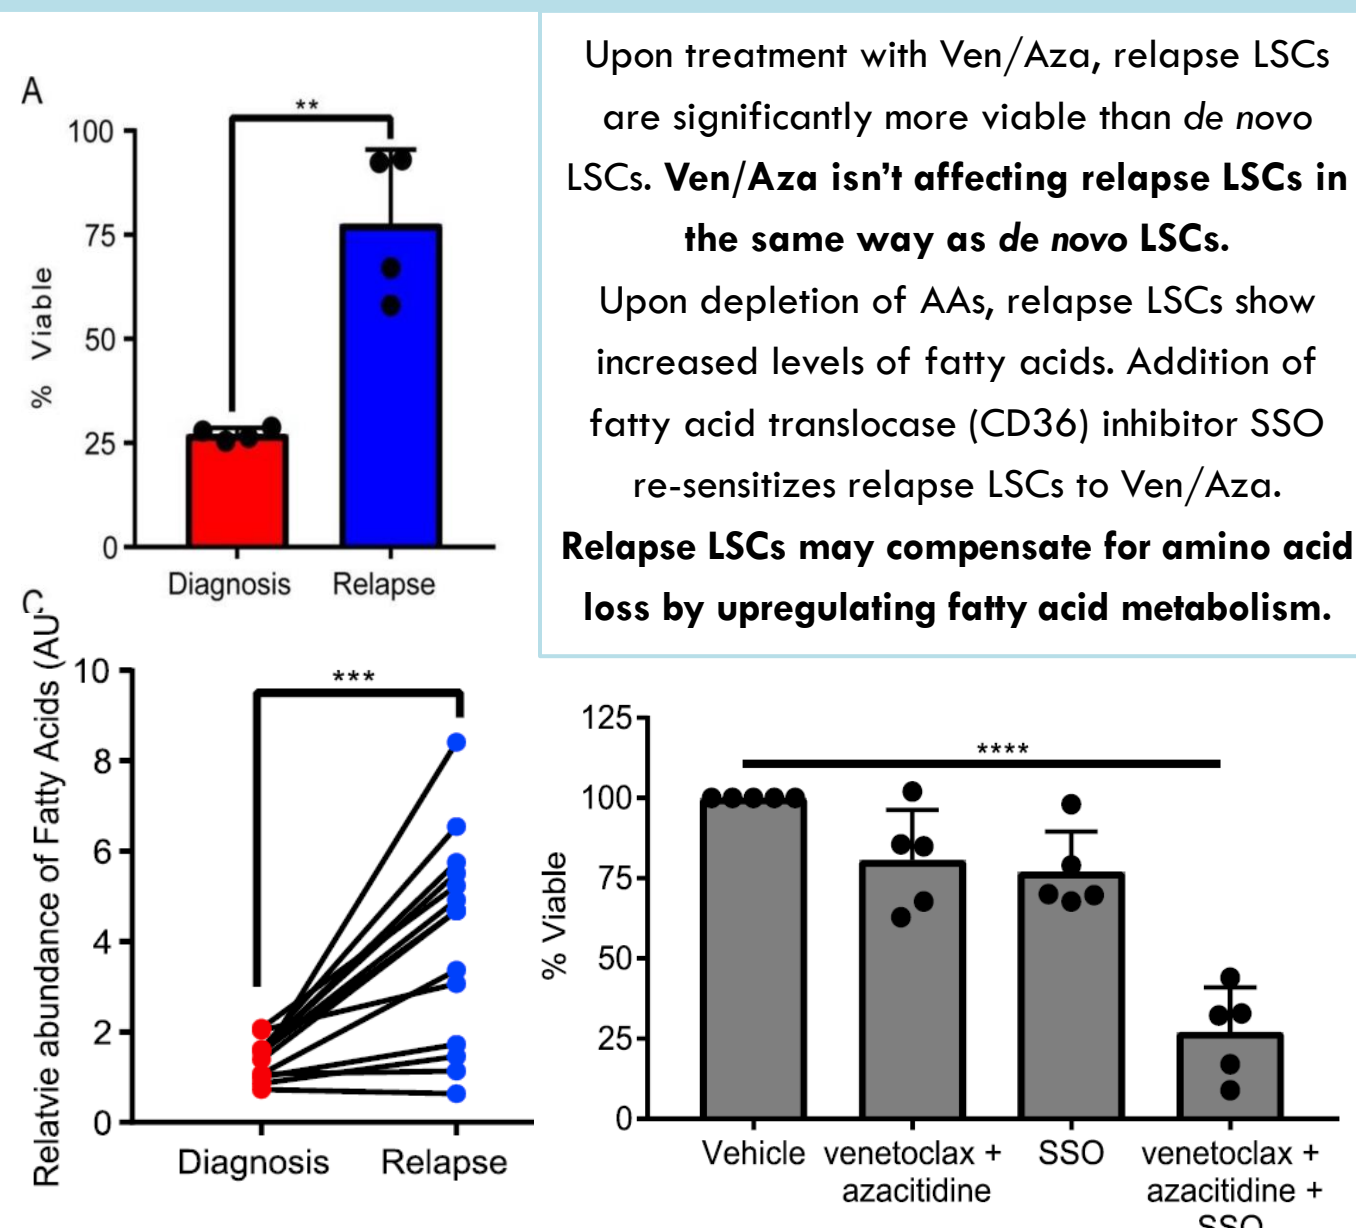 A
**
100
75
50
25
0
% Viable
Diagnosis
Relapse
Upon treatment with Ven/Aza, relapse LSCs
are significantly more viable than de novo
LSCs. Ven/Aza isn't affecting relapse LSCs in
the same way as de novo LSCs.
Upon depletion of AAs, relapse LSCs show
increased levels of fatty acids. Addition of
fatty acid translocase (CD36) inhibitor SSO
re-sensitizes relapse LSCs to Ven/Aza.
Relapse LSCs may compensate for amino acid
loss by upregulating fatty acid metabolism.
C
***
10
8
6
4
2
0
Relatvie abundance of Fatty Acids (AU
Diagnosis
Relapse
****
125
100
75
50
25
0
% Viable
Vehicle
venetoclax +
azacitidine
SSO
venetoclax +
azacitidine +
SSO